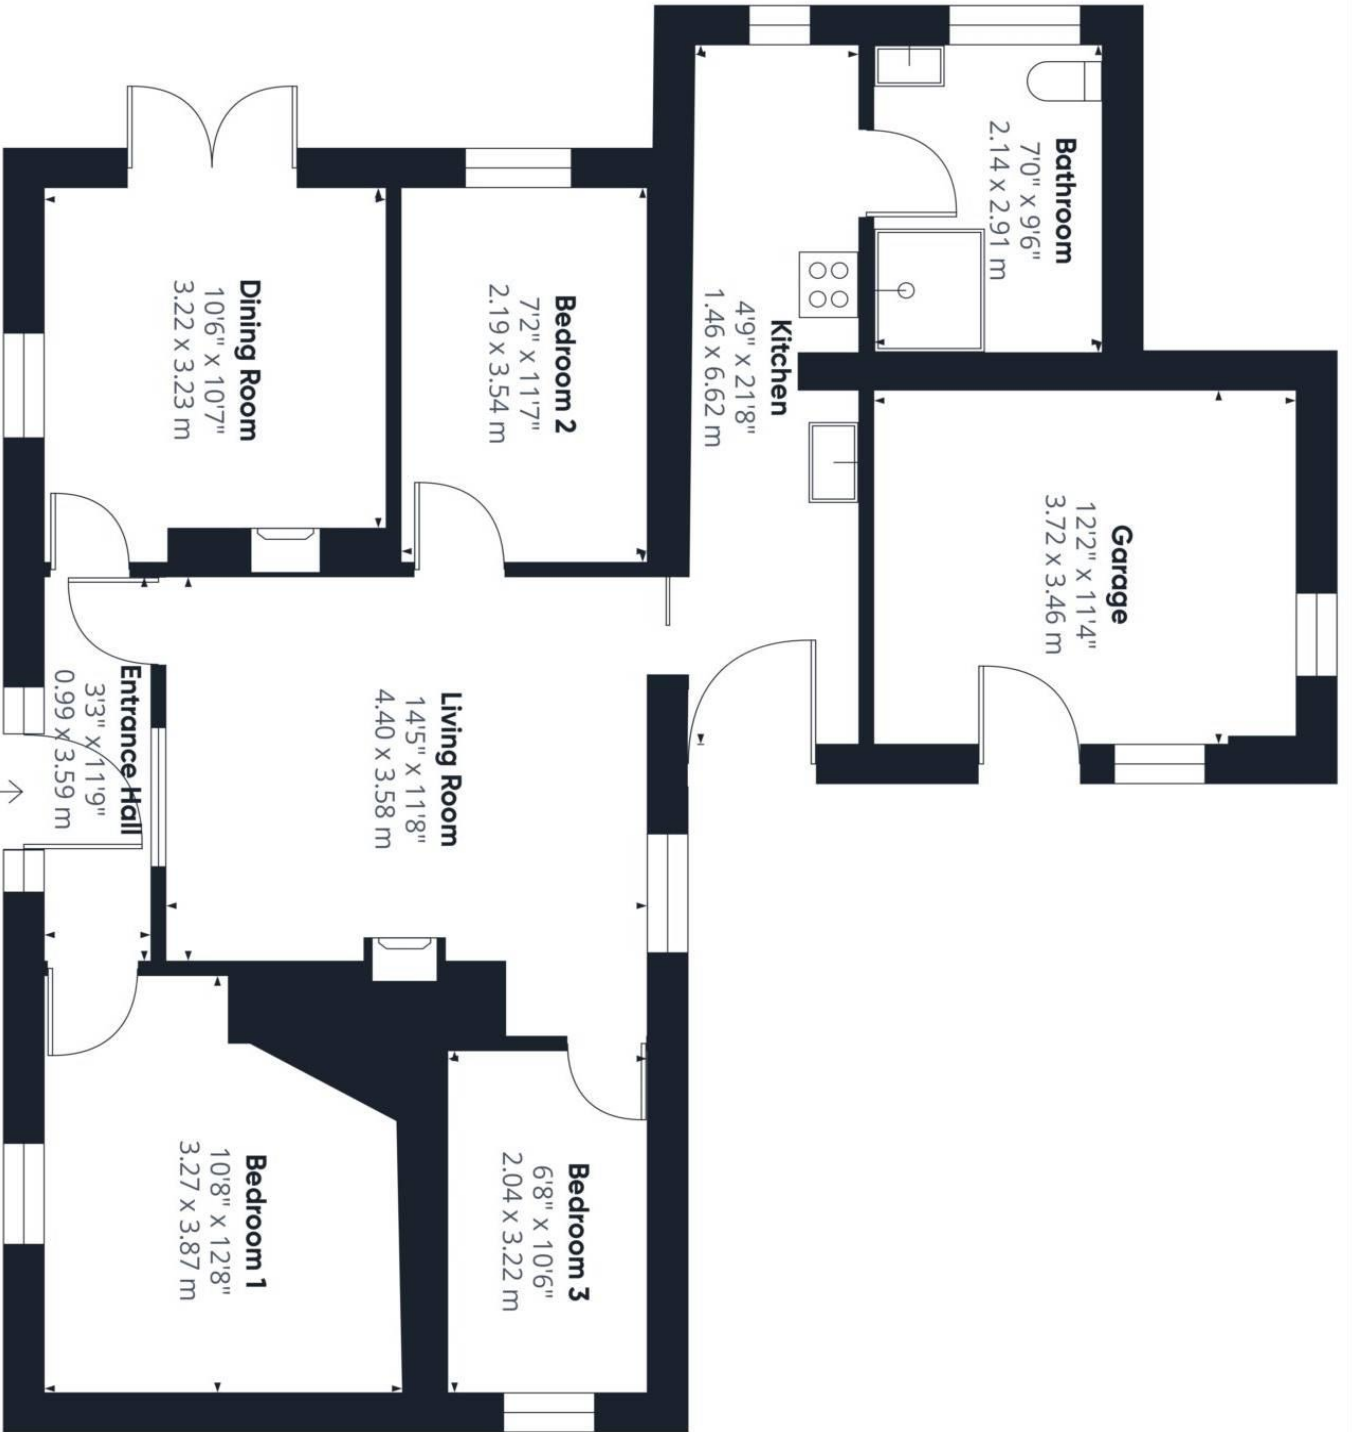 Bathroom
7'0" x 9'6"
2.14 x 2.91 m
Kitchen
4'9" x 21'8"
1.46 x 6.62 m
Garage
12'2" x 11'4"
3.72 x 3.46 m
Bedroom 2
7'2" x 11'7"
2.19 x 3.54 m
Dining Room
10'6" x 10'7"
3.22 x 3.23 m
Living Room
14'5" x 11'8"
4.40 x 3.58 m
Entrance Hall
3'3" x 11'9"
0.99 x 3.59 m
Bedroom 3
6'8" x 10'6"
2.04 x 3.22 m
Bedroom 1
10'8" x 12'8"
3.27 x 3.87 m